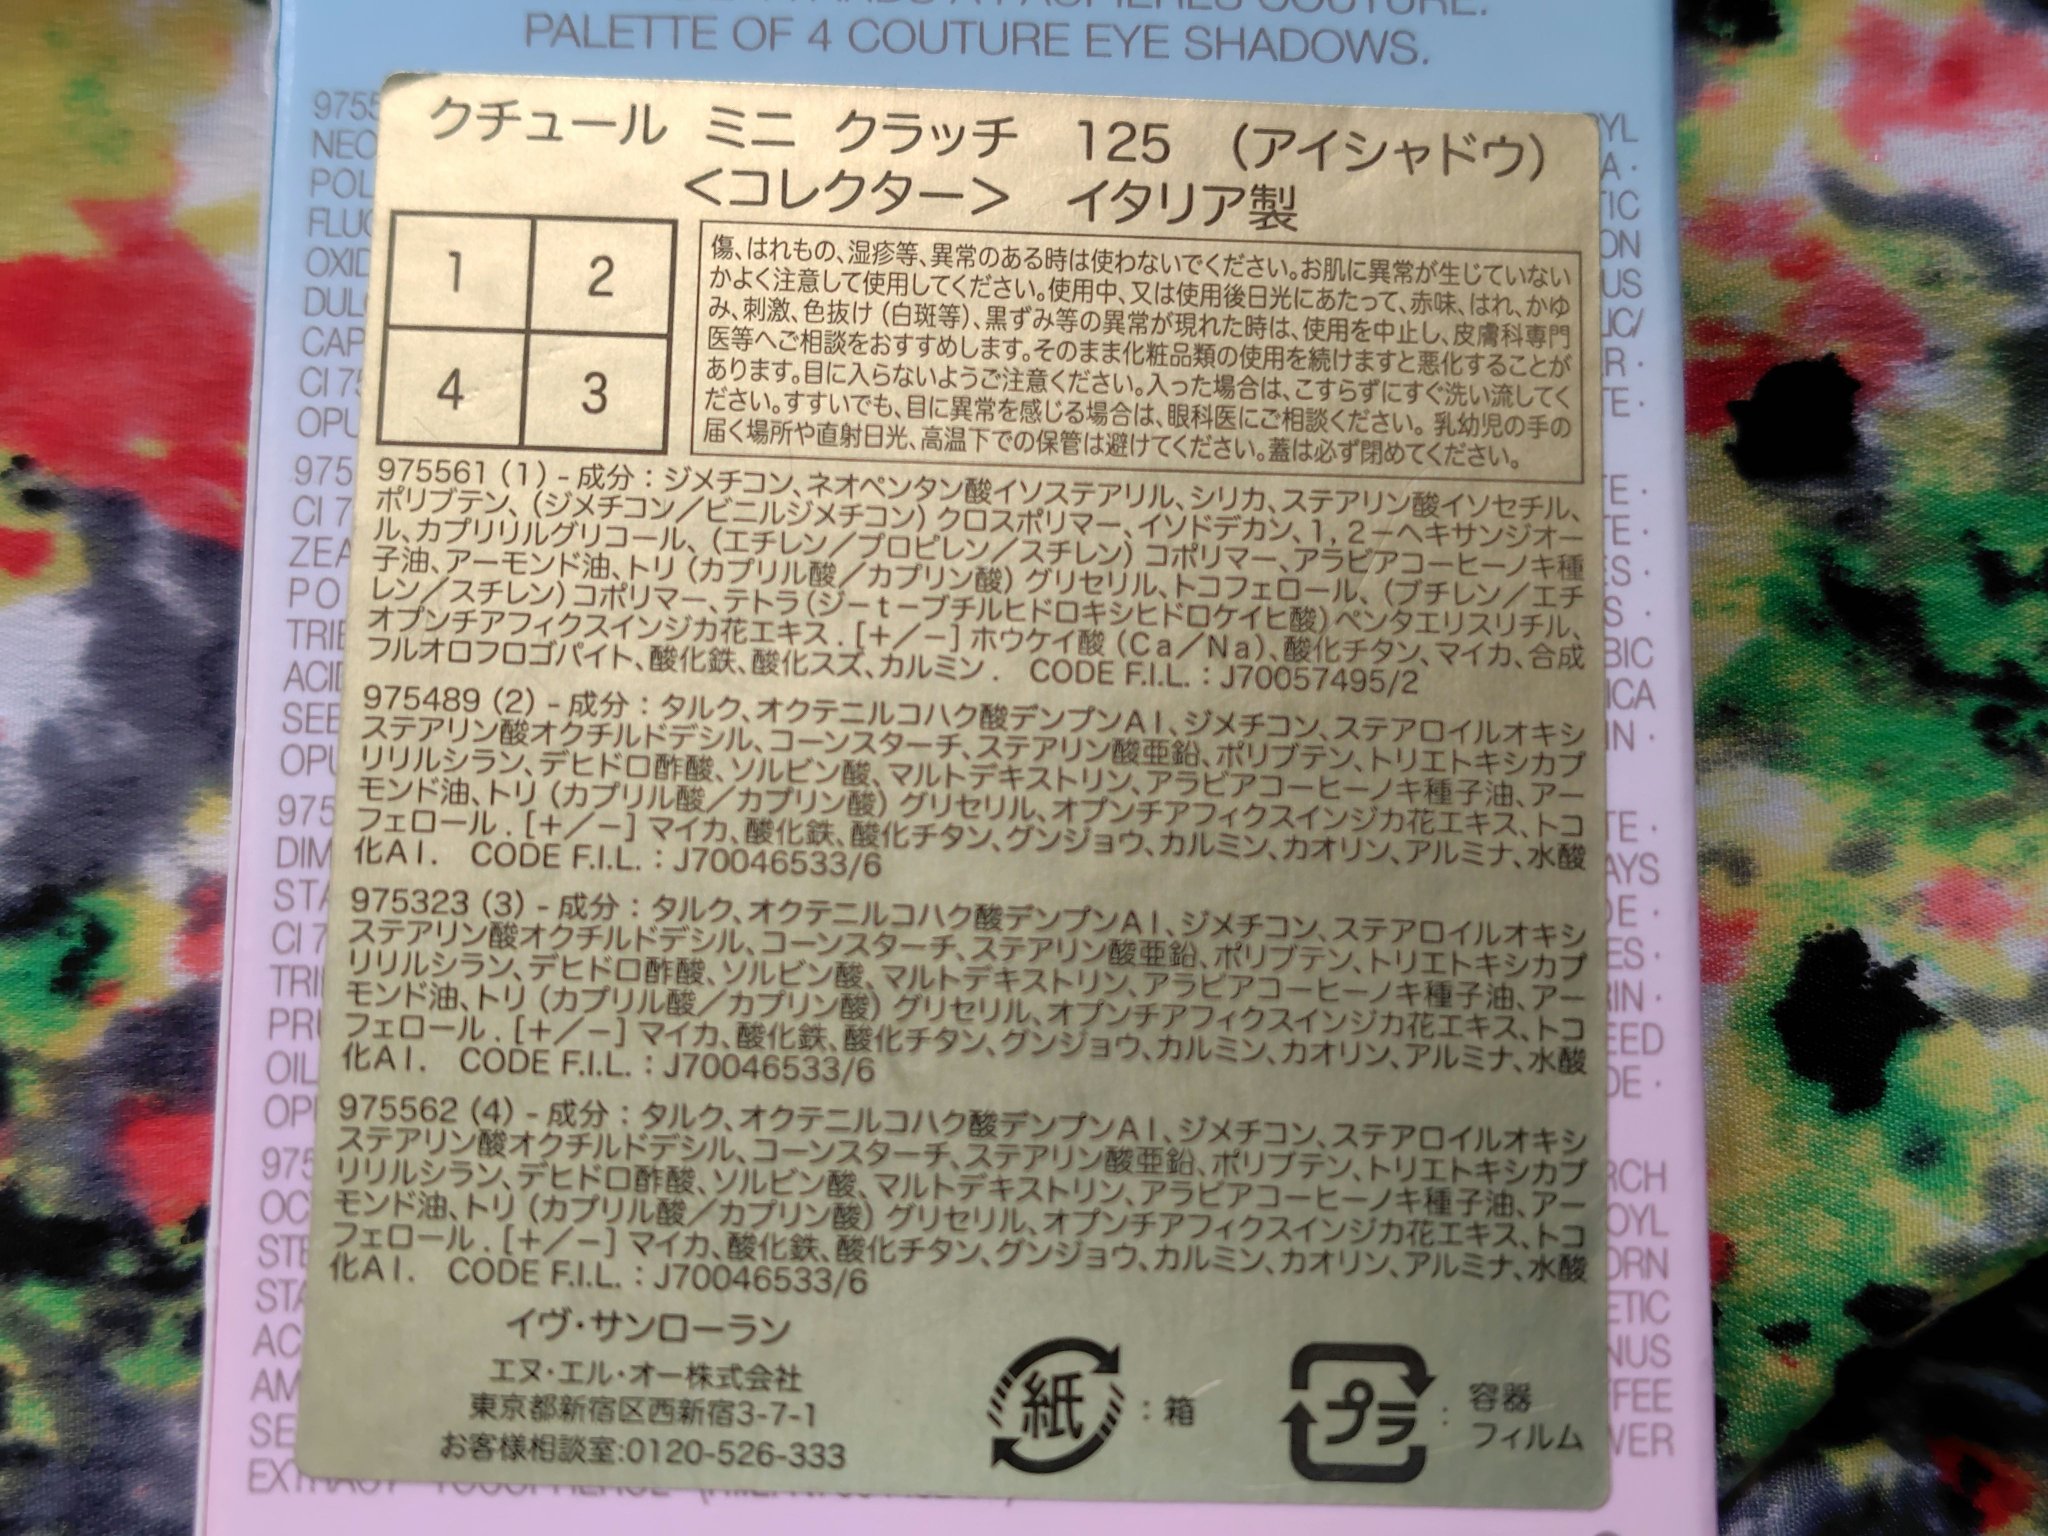 COUTURE.
PALETTE OF 4 COUTURE EYE SHADOWS.
クチュール ミニ クラッチ 125 （アイシャドウ）
＜コレクター＞ イタリア製
1 2
4 3
傷、はれもの、湿疹等、異常のある時は使わないでください。お肌に異常が生じていない
かよく注意して使用してください。使用中、又は使用後日光にあたって、赤味、はれ、かゆ
み、刺激、色抜け（白斑等）、黒ずみ等の異常が現れた時は、使用を中止し、皮膚科専門
医等へご相談をおすすめします。そのまま化粧品類の使用を続けますと悪化することが
あります。目に入らないようご注意ください。入った場合は、こすらずにすぐ洗い流してく
ださい。すすいでも、目に異常を感じる場合は、眼科医にご相談ください。乳幼児の手の
届く場所や直射日光、高温下での保管は避けてください。蓋は必ず閉めてください。
975561 (1) - 成分：ジメチコン、ネオペンタン酸イソステアリル、シリカ、ステアリン酸イソセチル、
ポリブテン、（ジメチコン／ビニルジメチコン）クロスポリマー、イソドデカン、1，2－ヘキサンジオー
ル、カプリリルグリコール、（エチレン／プロピレン／スチレン）コポリマー、アラビアコーヒーノキ種
子油、アーモンド油、トリ（カプリル酸／カプリン酸）グリセリル、トコフェロール、（ブチレン／エチ
レン／スチレン）コポリマー、テトラ（ジ－t－ブチルヒドロキシヒドロケイヒ酸）ペンタエリスリチル、
オプンチアフィクスインジカ花エキス．[＋／－] ホウケイ酸（Ca／Na）、酸化チタン、マイカ、合成
フルオロフロゴパイト、酸化鉄、酸化スズ、カルミン． CODE F.I.L.：J70057495/2
975489 (2) - 成分：タルク、オクテニルコハク酸デンプンAl、ジメチコン、ステアロイルオキシ
ステアリン酸オクチルドデシル、コーンスターチ、ステアリン酸亜鉛、ポリブテン、トリエトキシカプ
リリルシラン、デヒドロ酢酸、ソルビン酸、マルトデキストリン、アラビアコーヒーノキ種子油、アー
モンド油、トリ（カプリル酸／カプリン酸）グリセリル、オプンチアフィクスインジカ花エキス、トコ
フェロール．[＋／－] マイカ、酸化鉄、酸化チタン、グンジョウ、カルミン、カオリン、アルミナ、水酸
化Al． CODE F.I.L.：J70046533/6
975323 (3) - 成分：タルク、オクテニルコハク酸デンプンAl、ジメチコン、ステアロイルオキシ
ステアリン酸オクチルドデシル、コーンスターチ、ステアリン酸亜鉛、ポリブテン、トリエトキシカプ
リリルシラン、デヒドロ酢酸、ソルビン酸、マルトデキストリン、アラビアコーヒーノキ種子油、アー
モンド油、トリ（カプリル酸／カプリン酸）グリセリル、オプンチアフィクスインジカ花エキス、トコ
フェロール．[＋／－] マイカ、酸化鉄、酸化チタン、グンジョウ、カルミン、カオリン、アルミナ、水酸
化Al． CODE F.I.L.：J70046533/6
975562 (4) - 成分：タルク、オクテニルコハク酸デンプンAl、ジメチコン、ステアロイルオキシ
ステアリン酸オクチルドデシル、コーンスターチ、ステアリン酸亜鉛、ポリブテン、トリエトキシカプ
リリルシラン、デヒドロ酢酸、ソルビン酸、マルトデキストリン、アラビアコーヒーノキ種子油、アー
モンド油、トリ（カプリル酸／カプリン酸）グリセリル、オプンチアフィクスインジカ花エキス、トコ
フェロール．[＋／－] マイカ、酸化鉄、酸化チタン、グンジョウ、カルミン、カオリン、アルミナ、水酸
化Al． CODE F.I.L.：J70046533/6
イヴ・サンローラン
エヌ・エル・オー株式会社
東京都新宿区西新宿3-7-1
お客様相談室:0120-526-333
紙：箱
プラ：容器
フィルム